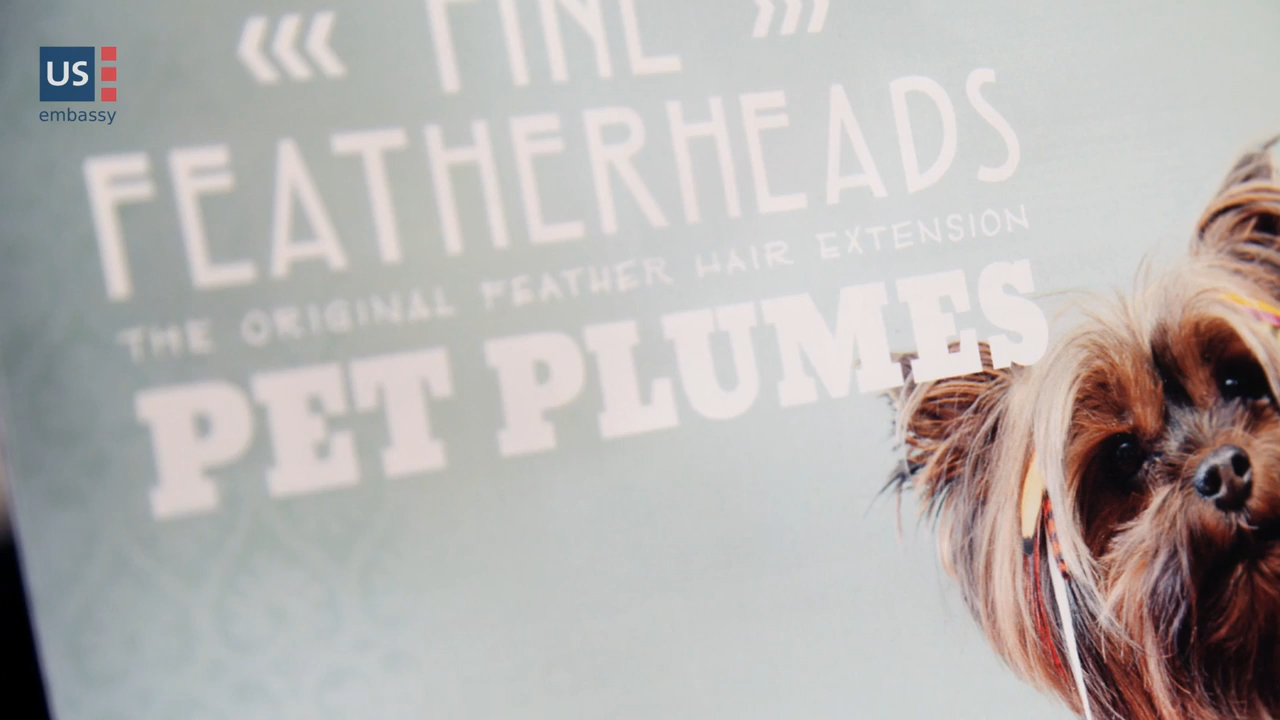 US
embassy
‹‹‹ FINE ›››
FEATHERHEADS
THE ORIGINAL FEATHER HAIR EXTENSION
PET PLUMES